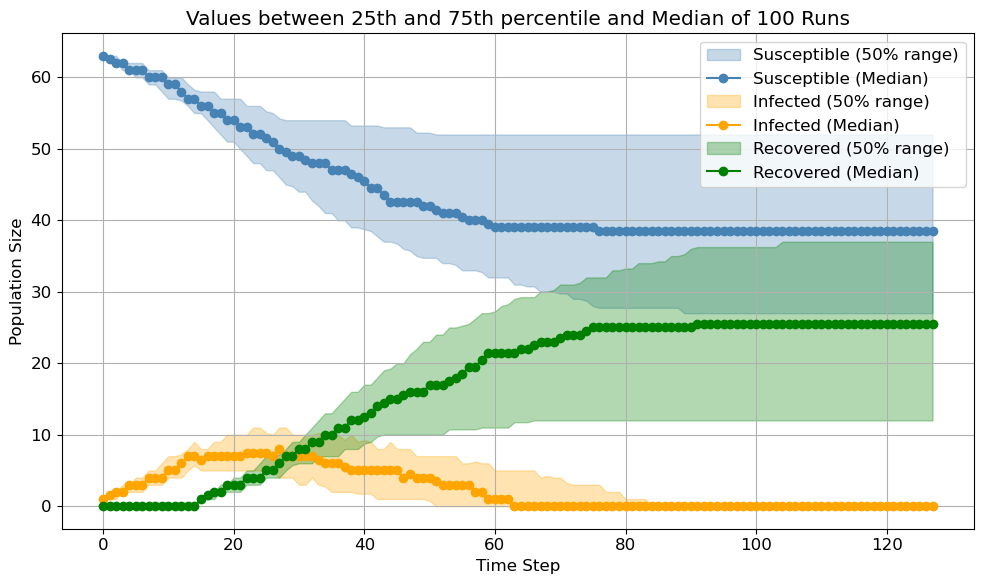 Values between 25th and 75th percentile and Median of 100 Runs
Susceptible (50% range)
Susceptible (Median)
Infected (50% range)
Infected (Median)
Recovered (50% range)
Recovered (Median)
Population Size
60
50
40
30
20
10
0
0
20
40
60
80
100
120
Time Step